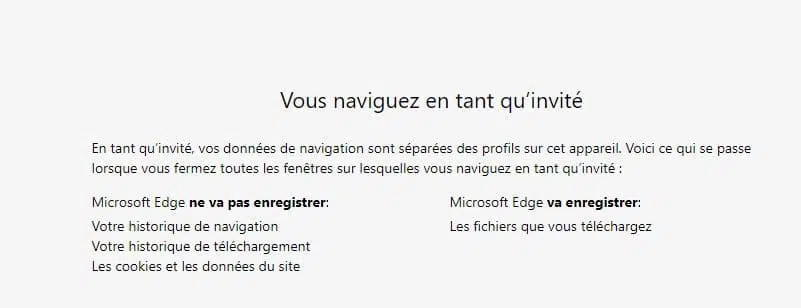 Vous naviguez en tant qu’invité
En tant qu’invité, vos données de navigation sont séparées des profils sur cet appareil. Voici ce qui se passe
lorsque vous fermez toutes les fenêtres sur lesquelles vous naviguez en tant qu’invité :
Microsoft Edge ne va pas enregistrer:
Votre historique de navigation
Votre historique de téléchargement
Les cookies et les données du site
Microsoft Edge va enregistrer:
Les fichiers que vous téléchargez